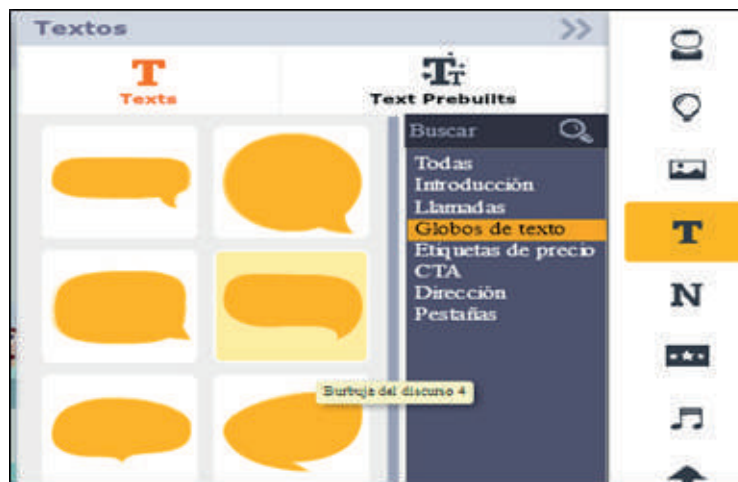 Textos
Texts
Text Prebuilts
Buscar
Todas
Introducción
Llamadas
Globos de texto
Etiquetas de precio
CTA
Dirección
Pestañas
Burbuja del discurso 4
T
N